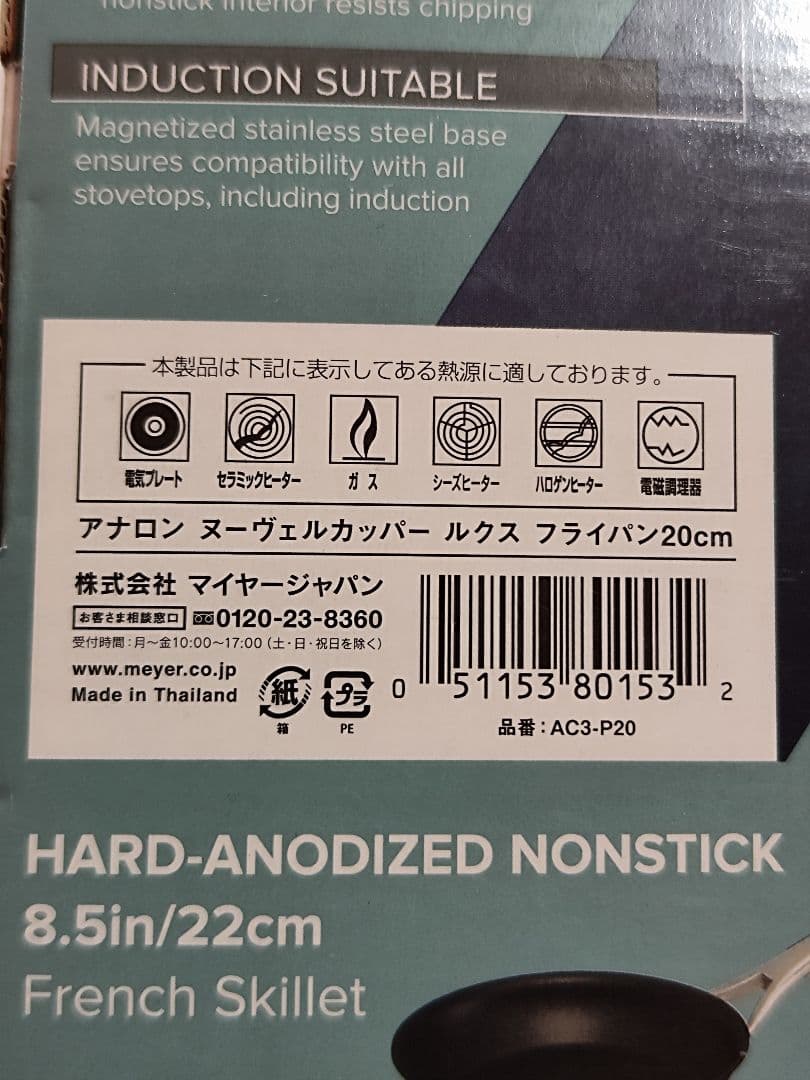 nonstick interior resists chipping
INDUCTION SUITABLE
Magnetized stainless steel base
ensures compatibility with all
stovetops, including induction
本製品は下記に表示してある熱源に適しております。
電気プレート セラミックヒーター ガス シーズヒーター ハロゲンヒーター 電磁調理器
アナロン ヌーヴェルカッパー ルクス フライパン20cm
株式会社 マイヤージャパン
お客さま相談窓口 0120-23-8360
受付時間:月〜金10:00〜17:00(土・日・祝日を除く)
www.meyer.co.jp
Made in Thailand
紙 プラ
箱 PE
0 51153 80153 2
品番:AC3-P20
HARD-ANODIZED NONSTICK
8.5in/22cm
French Skillet